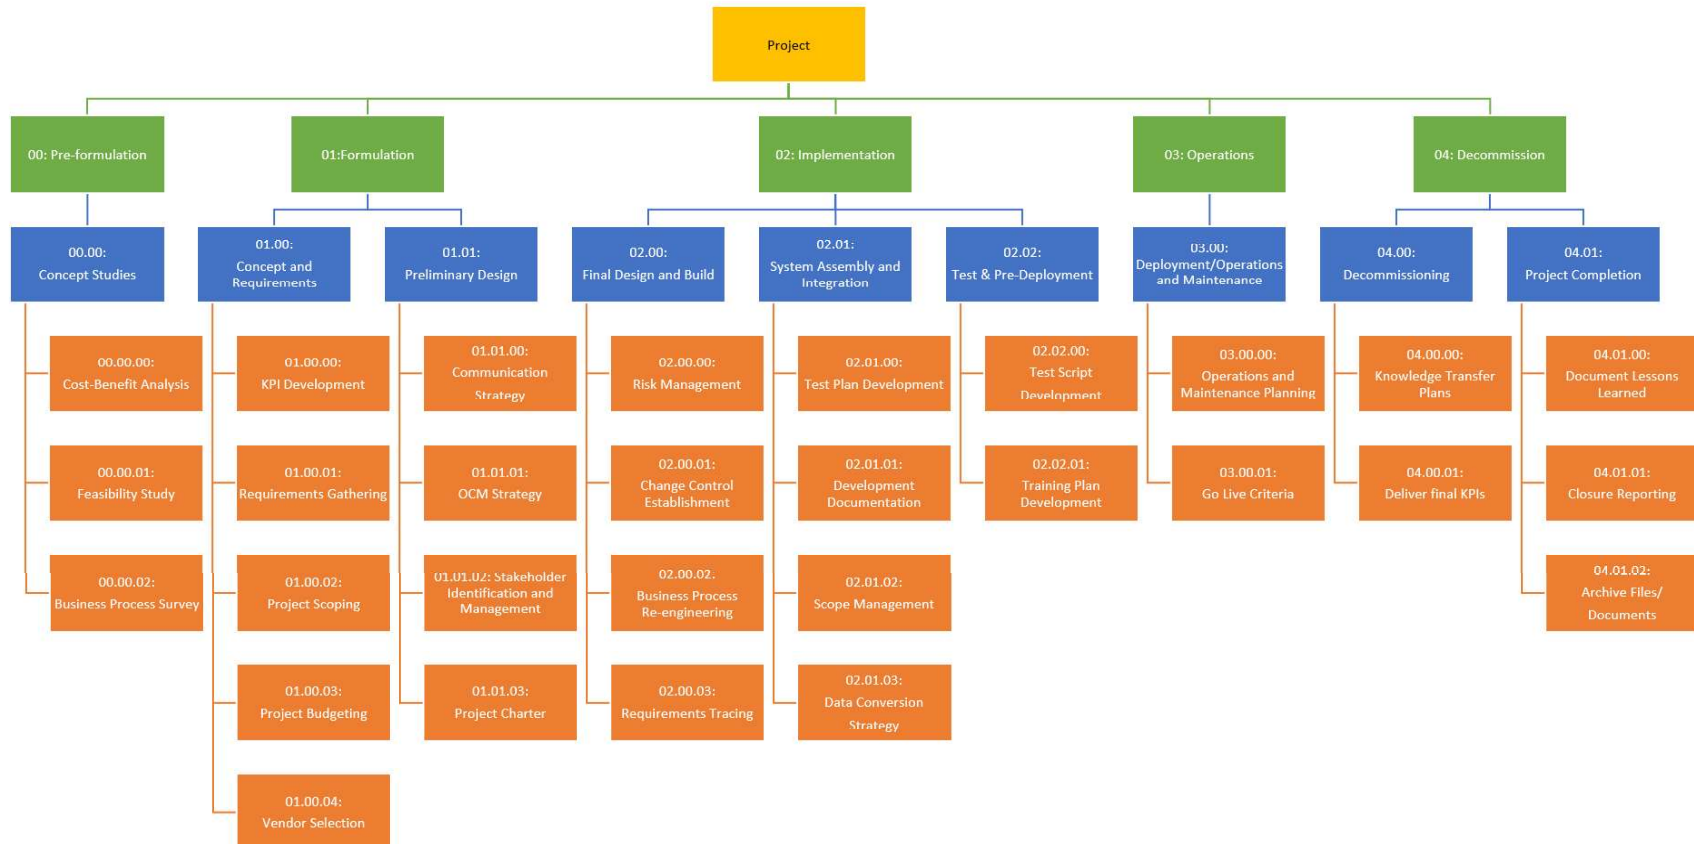 Project
00: Pre-formulation
01:Formulation
02: Implementation
03: Operations
04: Decommission
00.00:
Concept Studies
01.00:
Concept and
Requirements
01.01:
Preliminary Design
02.00:
Final Design and Build
02.01:
System Assembly and
Integration
02.02:
Test & Pre-Deployment
03.00:
Deployment/Operations
and Maintenance
04.00:
Decommissioning
04.01:
Project Completion
00.00.00:
Cost-Benefit Analysis
01.00.00:
KPI Development
01.01.00:
Communication
Strategy
02.00.00:
Risk Management
02.01.00:
Test Plan Development
02.02.00:
Test Script
Development
03.00.00:
Operations and
Maintenance Planning
04.00.00:
Knowledge Transfer
Plans
04.01.00:
Document Lessons
Learned
00.00.01:
Feasibility Study
01.00.01:
Requirements Gathering
01.01.01:
OCM Strategy
02.00.01:
Change Control
Establishment
02.01.01:
Development
Documentation
02.02.01:
Training Plan
Development
03.00.01:
Go Live Criteria
04.00.01:
Deliver final KPIs
04.01.01:
Closure Reporting
00.00.02:
Business Process Survey
01.00.02:
Project Scoping
01.01.02: Stakeholder
Identification and
Management
02.00.02:
Business Process
Re-engineering
02.01.02:
Scope Management
04.01.02:
Archive Files/
Documents
01.00.03:
Project Budgeting
01.01.03:
Project Charter
02.00.03:
Requirements Tracing
02.01.03:
Data Conversion
Strategy
01.00.04:
Vendor Selection